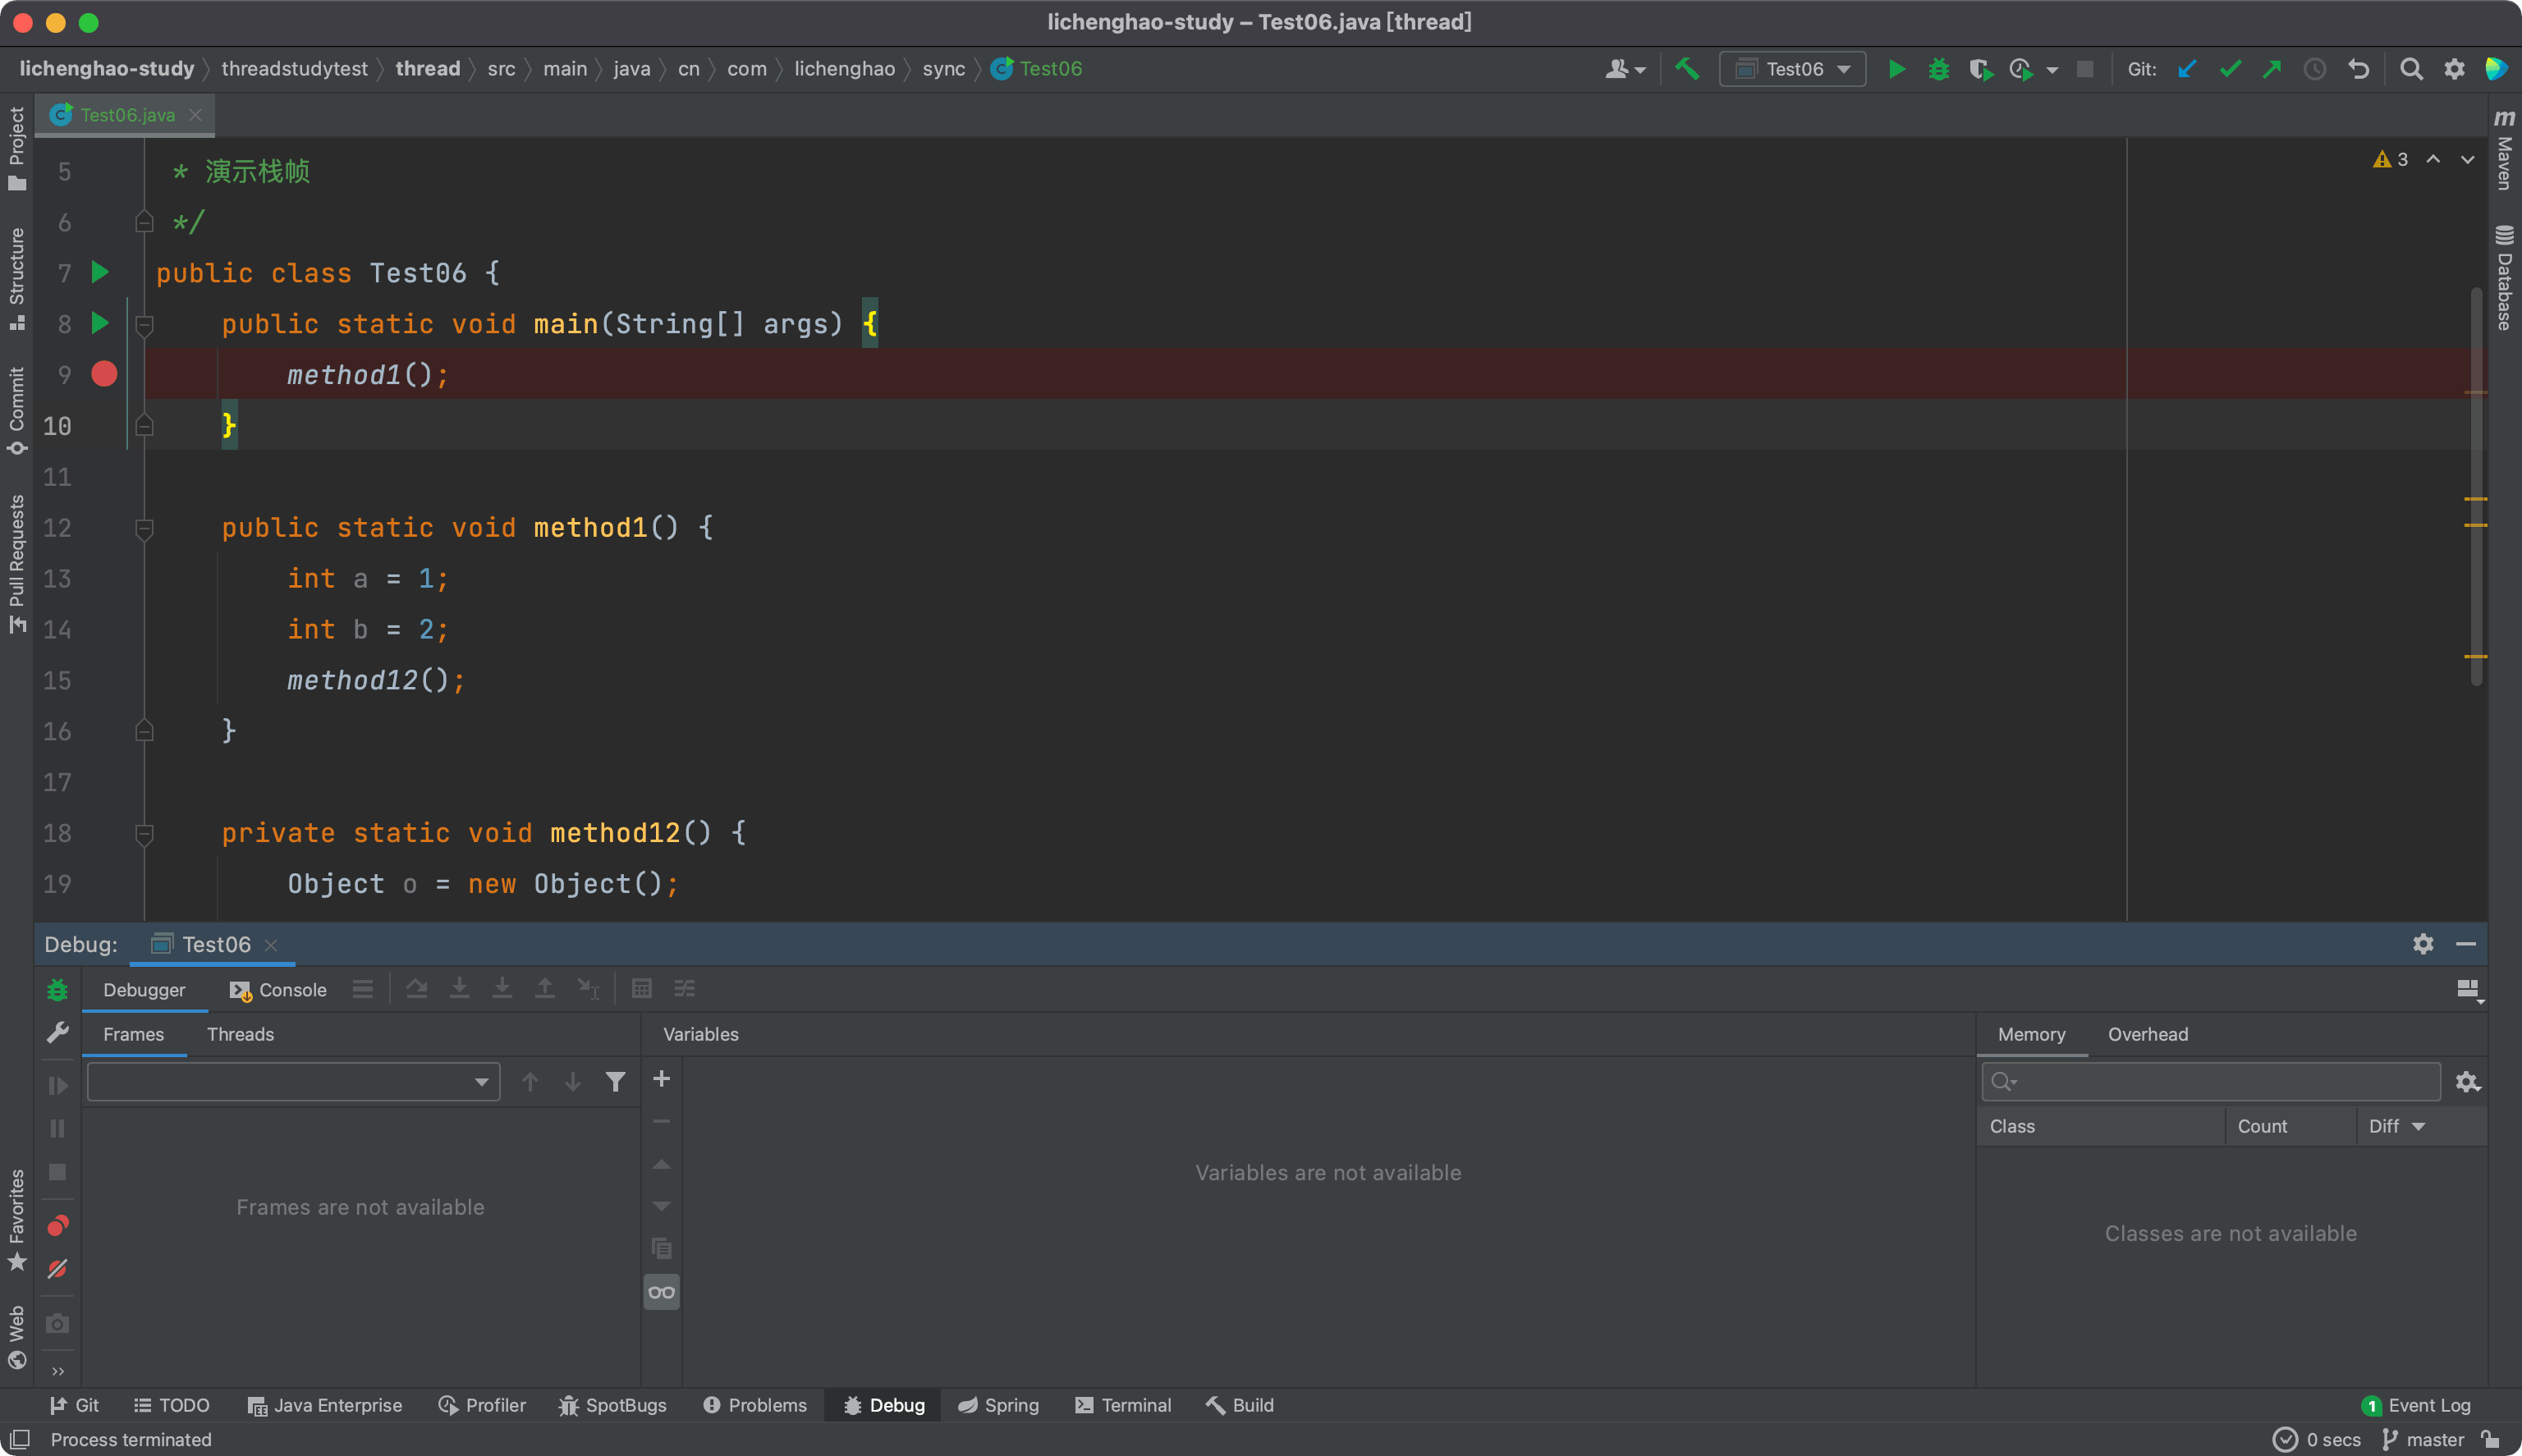 lichenghao-study – Test06.java [thread]
lichenghao-study threadstudytest thread src main java cn com lichenghao sync Test06
Test06
Git:
Test06.java
Project
Structure
Commit
Pull Requests
Favorites
Web
Maven
Database
3
5 * 演示栈帧
6 */
7 public class Test06 {
8 public static void main(String[] args) {
9 method1();
10 }
11
12 public static void method1() {
13 int a = 1;
14 int b = 2;
15 method12();
16 }
17
18 private static void method12() {
19 Object o = new Object();
Debug: Test06
Debugger Console
Frames Threads
Variables
Memory Overhead
Class Count Diff
Frames are not available
Variables are not available
Classes are not available
Git TODO Java Enterprise Profiler SpotBugs Problems Debug Spring Terminal Build
1 Event Log
Process terminated
0 secs master